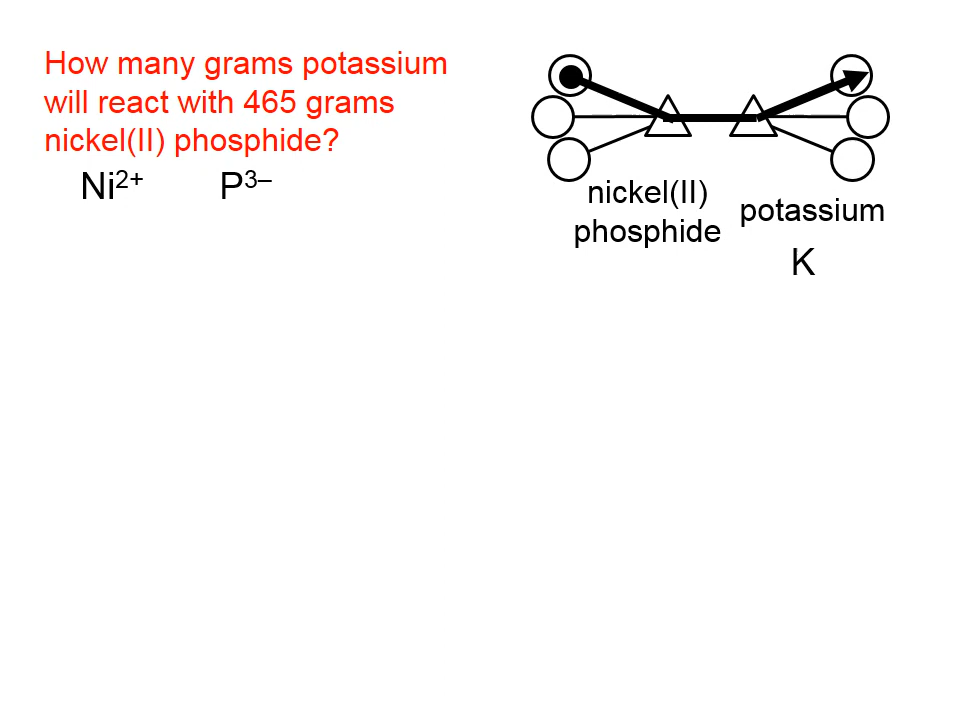 How many grams potassium
will react with 465 grams
nickel(II) phosphide?
Ni²⁺ P³⁻
nickel(II)
phosphide
potassium
K